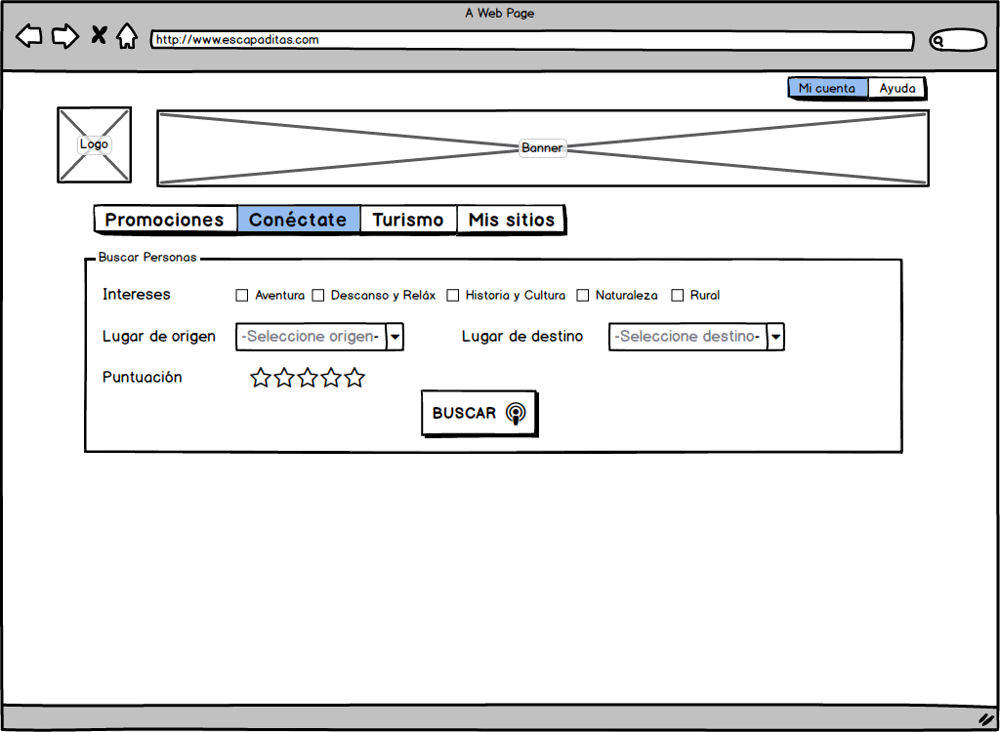 A Web Page
http://www.escapaditas.com
Mi cuenta Ayuda
Logo
Banner
Promociones Conéctate Turismo Mis sitios
Buscar Personas
Intereses Aventura Descanso y Reláx Historia y Cultura Naturaleza Rural
Lugar de origen -Seleccione origen- Lugar de destino -Seleccione destino-
Puntuación
BUSCAR